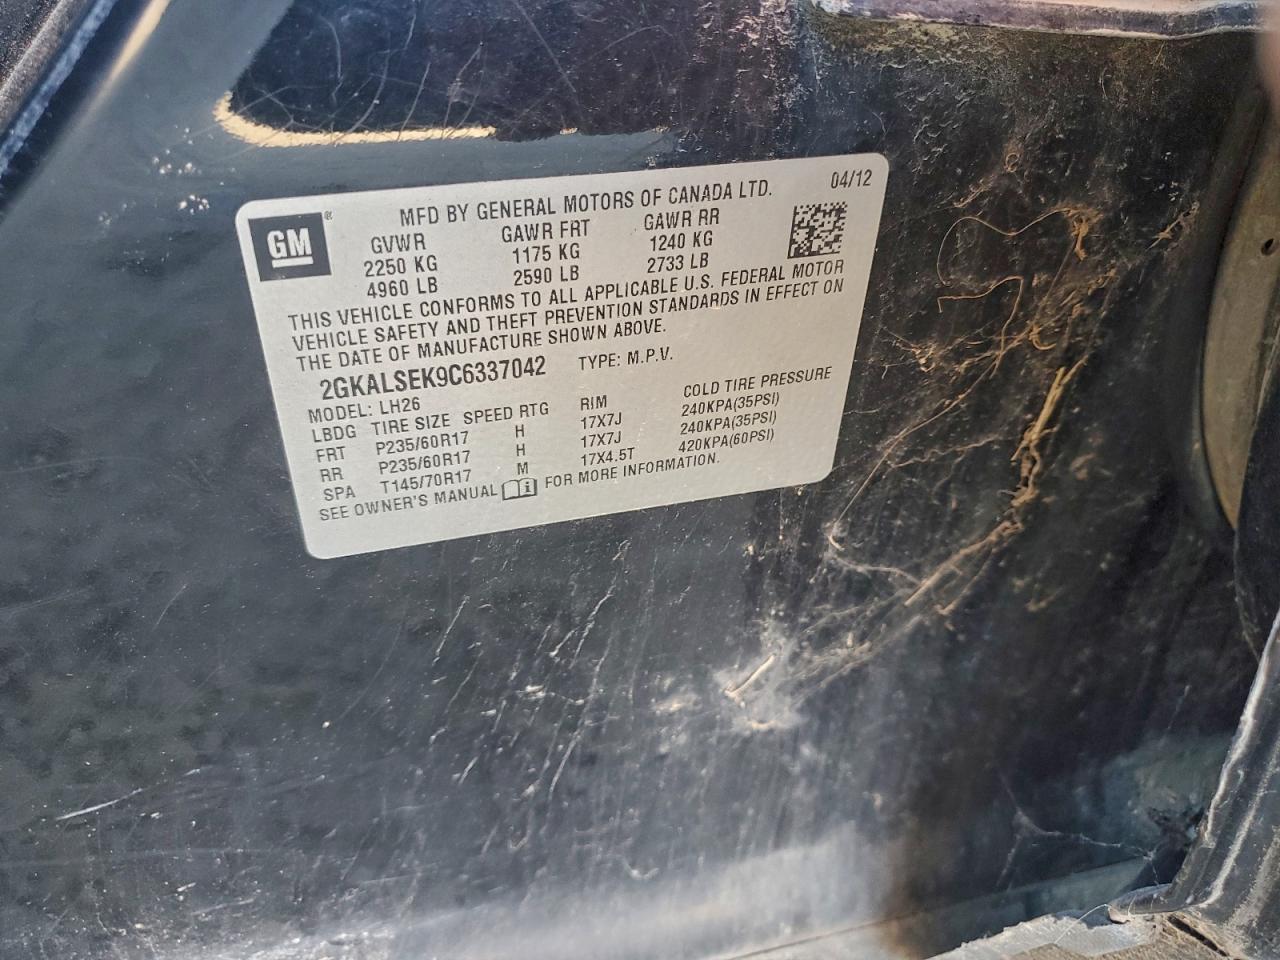 GM®
MFD BY GENERAL MOTORS OF CANADA LTD. 04/12
GVWR GAWR FRT GAWR RR
2250 KG 1175 KG 1240 KG
4960 LB 2590 LB 2733 LB
THIS VEHICLE CONFORMS TO ALL APPLICABLE U.S. FEDERAL MOTOR
VEHICLE SAFETY AND THEFT PREVENTION STANDARDS IN EFFECT ON
THE DATE OF MANUFACTURE SHOWN ABOVE.
2GKALSEK9C6337042 TYPE: M.P.V.
MODEL: LH26
LBDG TIRE SIZE SPEED RTG RIM COLD TIRE PRESSURE
FRT P235/60R17 H 17X7J 240KPA(35PSI)
RR P235/60R17 H 17X7J 240KPA(35PSI)
SPA T145/70R17 M 17X4.5T 420KPA(60PSI)
SEE OWNER'S MANUAL FOR MORE INFORMATION.